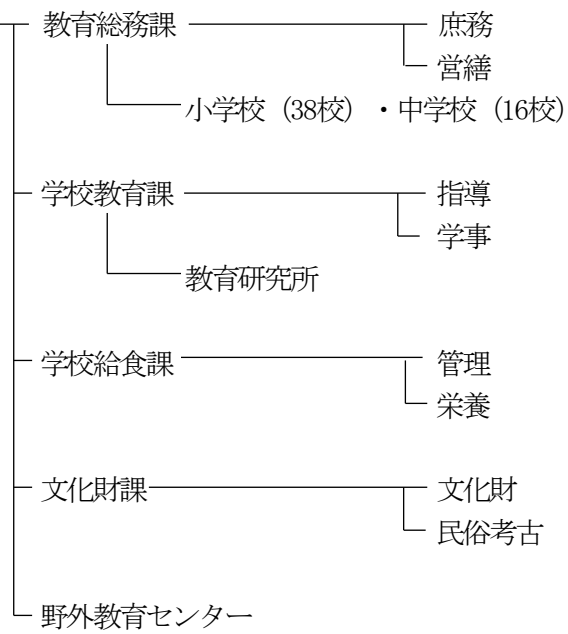 教育総務課 庶務
営繕
小学校（38校）・中学校（16校）
学校教育課 指導
学事
教育研究所
学校給食課 管理
栄養
文化財課 文化財
民俗考古
野外教育センター